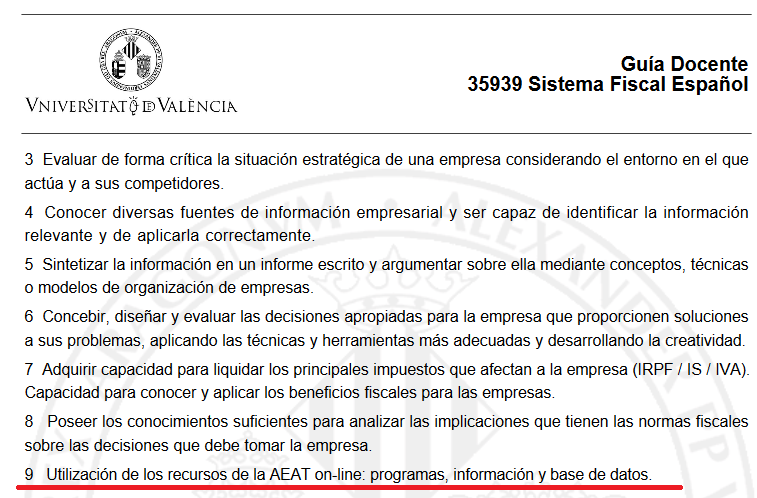 Guía Docente
35939 Sistema Fiscal Español
VNIVERSITAT D VALÈNCIA
3 Evaluar de forma crítica la situación estratégica de una empresa considerando el entorno en el que
actúa y a sus competidores.
4 Conocer diversas fuentes de información empresarial y ser capaz de identificar la información
relevante y de aplicarla correctamente.
5 Sintetizar la información en un informe escrito y argumentar sobre ella mediante conceptos, técnicas
o modelos de organización de empresas.
6 Concebir, diseñar y evaluar las decisiones apropiadas para la empresa que proporcionen soluciones
a sus problemas, aplicando las técnicas y herramientas más adecuadas y desarrollando la creatividad.
7 Adquirir capacidad para liquidar los principales impuestos que afectan a la empresa (IRPF / IS / IVA).
Capacidad para conocer y aplicar los beneficios fiscales para las empresas.
8 Poseer los conocimientos suficientes para analizar las implicaciones que tienen las normas fiscales
sobre las decisiones que debe tomar la empresa.
9 Utilización de los recursos de la AEAT on-line: programas, información y base de datos.